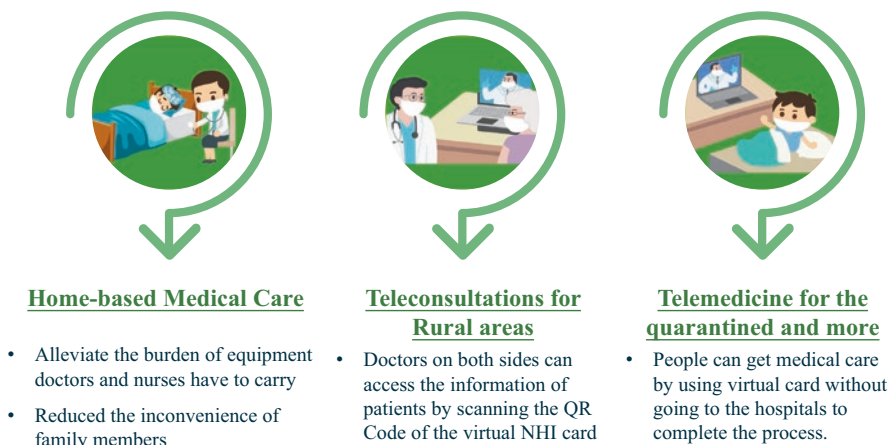 Home-based Medical Care
• Alleviate the burden of equipment
doctors and nurses have to carry
• Reduced the inconvenience of
family members
Teleconsultations for
Rural areas
• Doctors on both sides can
access the information of
patients by scanning the QR
Code of the virtual NHI card
Telemedicine for the
quarantined and more
• People can get medical care
by using virtual card without
going to the hospitals to
complete the process.